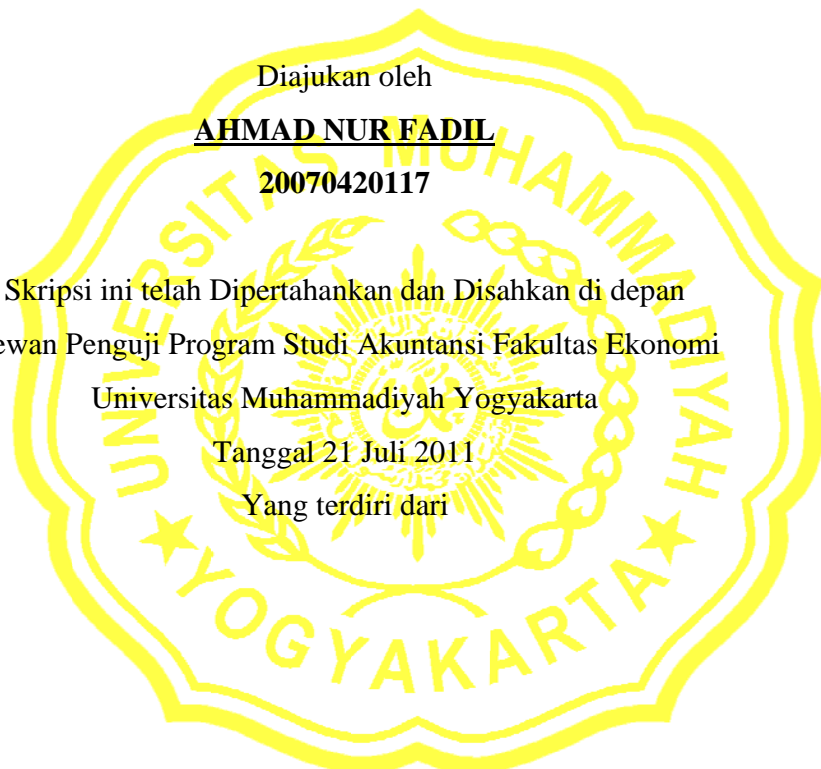 Diajukan oleh
AHMAD NUR FADIL
20070420117
Skripsi ini telah Dipertahankan dan Disahkan di depan
ewan Penguji Program Studi Akuntansi Fakultas Ekonomi
Universitas Muhammadiyah Yogyakarta
Tanggal 21 Juli 2011
Yang terdiri dari
UNIVERSITAS MUHAMMADIYAH
★ YOGYAKARTA ★